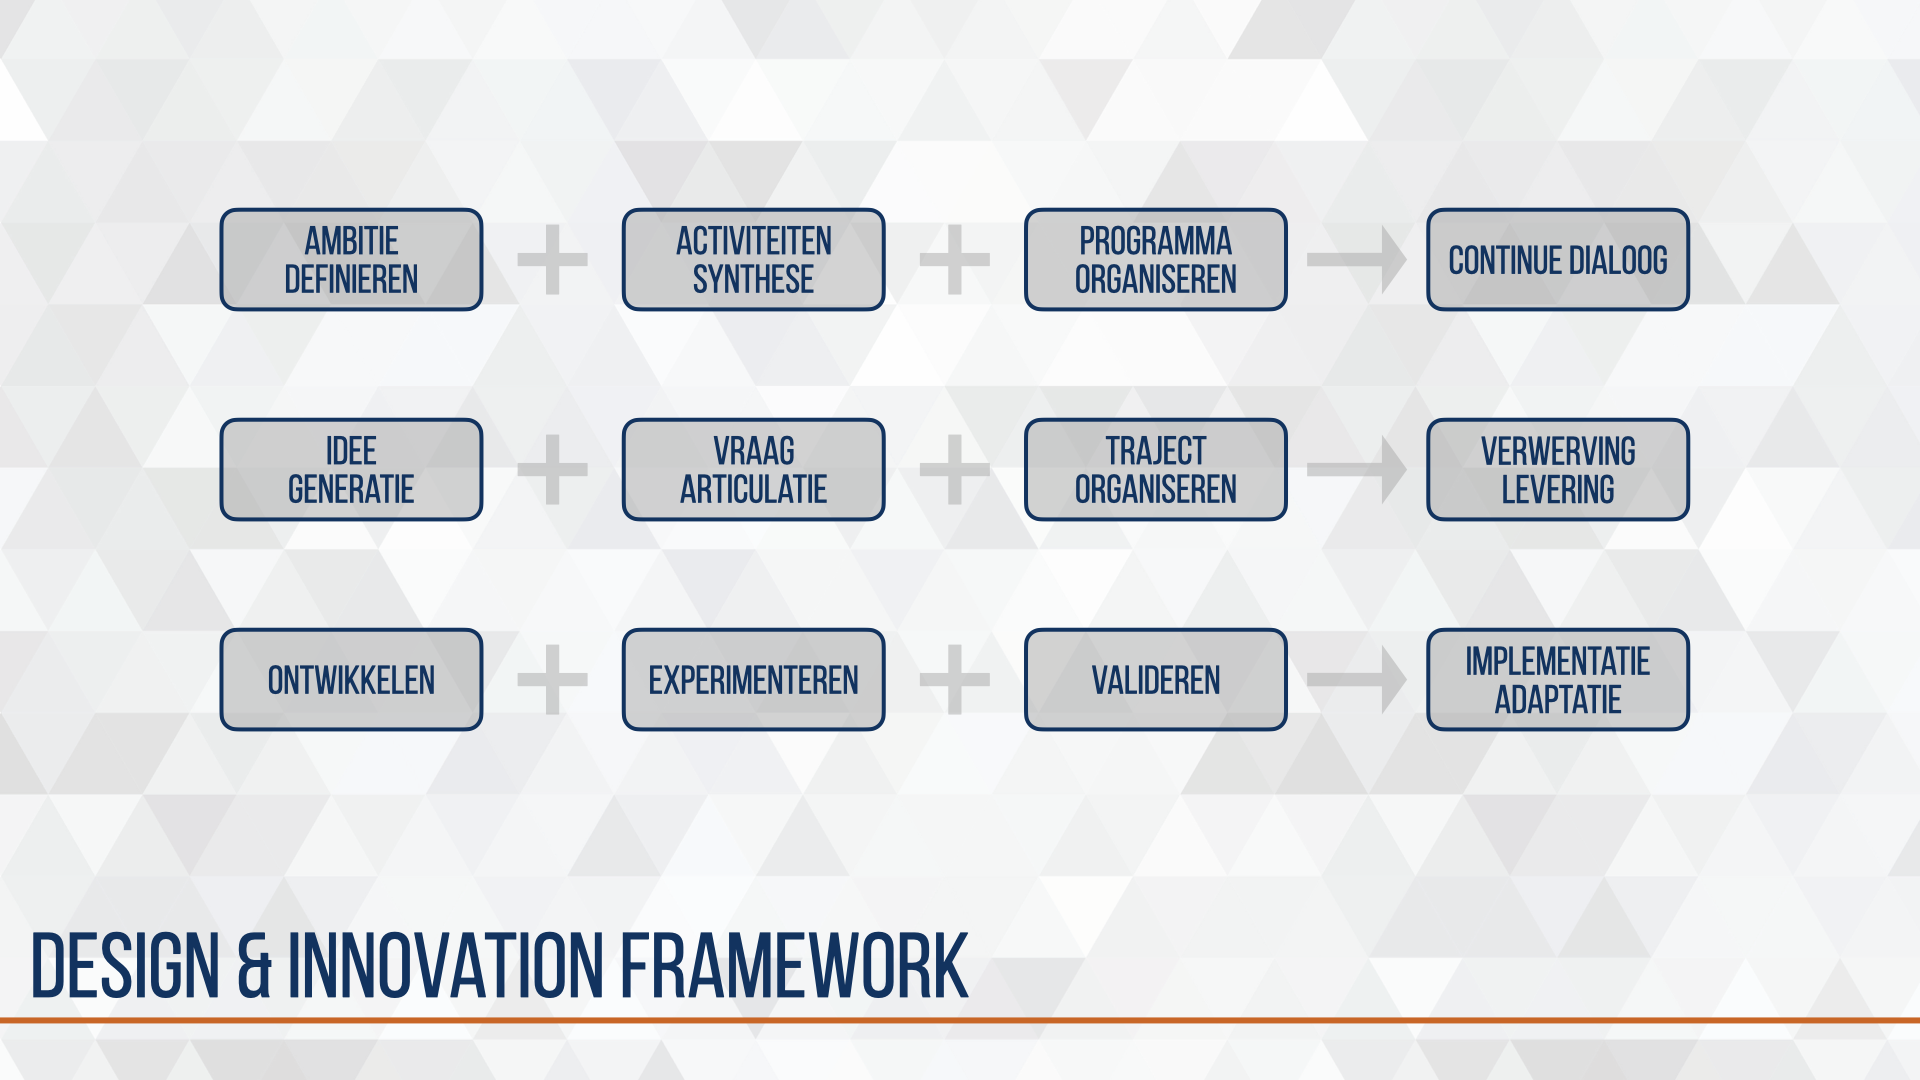 AMBITIE
DEFINIEREN
ACTIVITEITEN
SYNTHESE
PROGRAMMA
ORGANISEREN
CONTINUE DIALOOG
IDEE
GENERATIE
VRAAG
ARTICULATIE
TRAJECT
ORGANISEREN
VERWERVING
LEVERING
ONTWIKKELEN
EXPERIMENTEREN
VALIDEREN
IMPLEMENTATIE
ADAPTATIE
DESIGN & INNOVATION FRAMEWORK